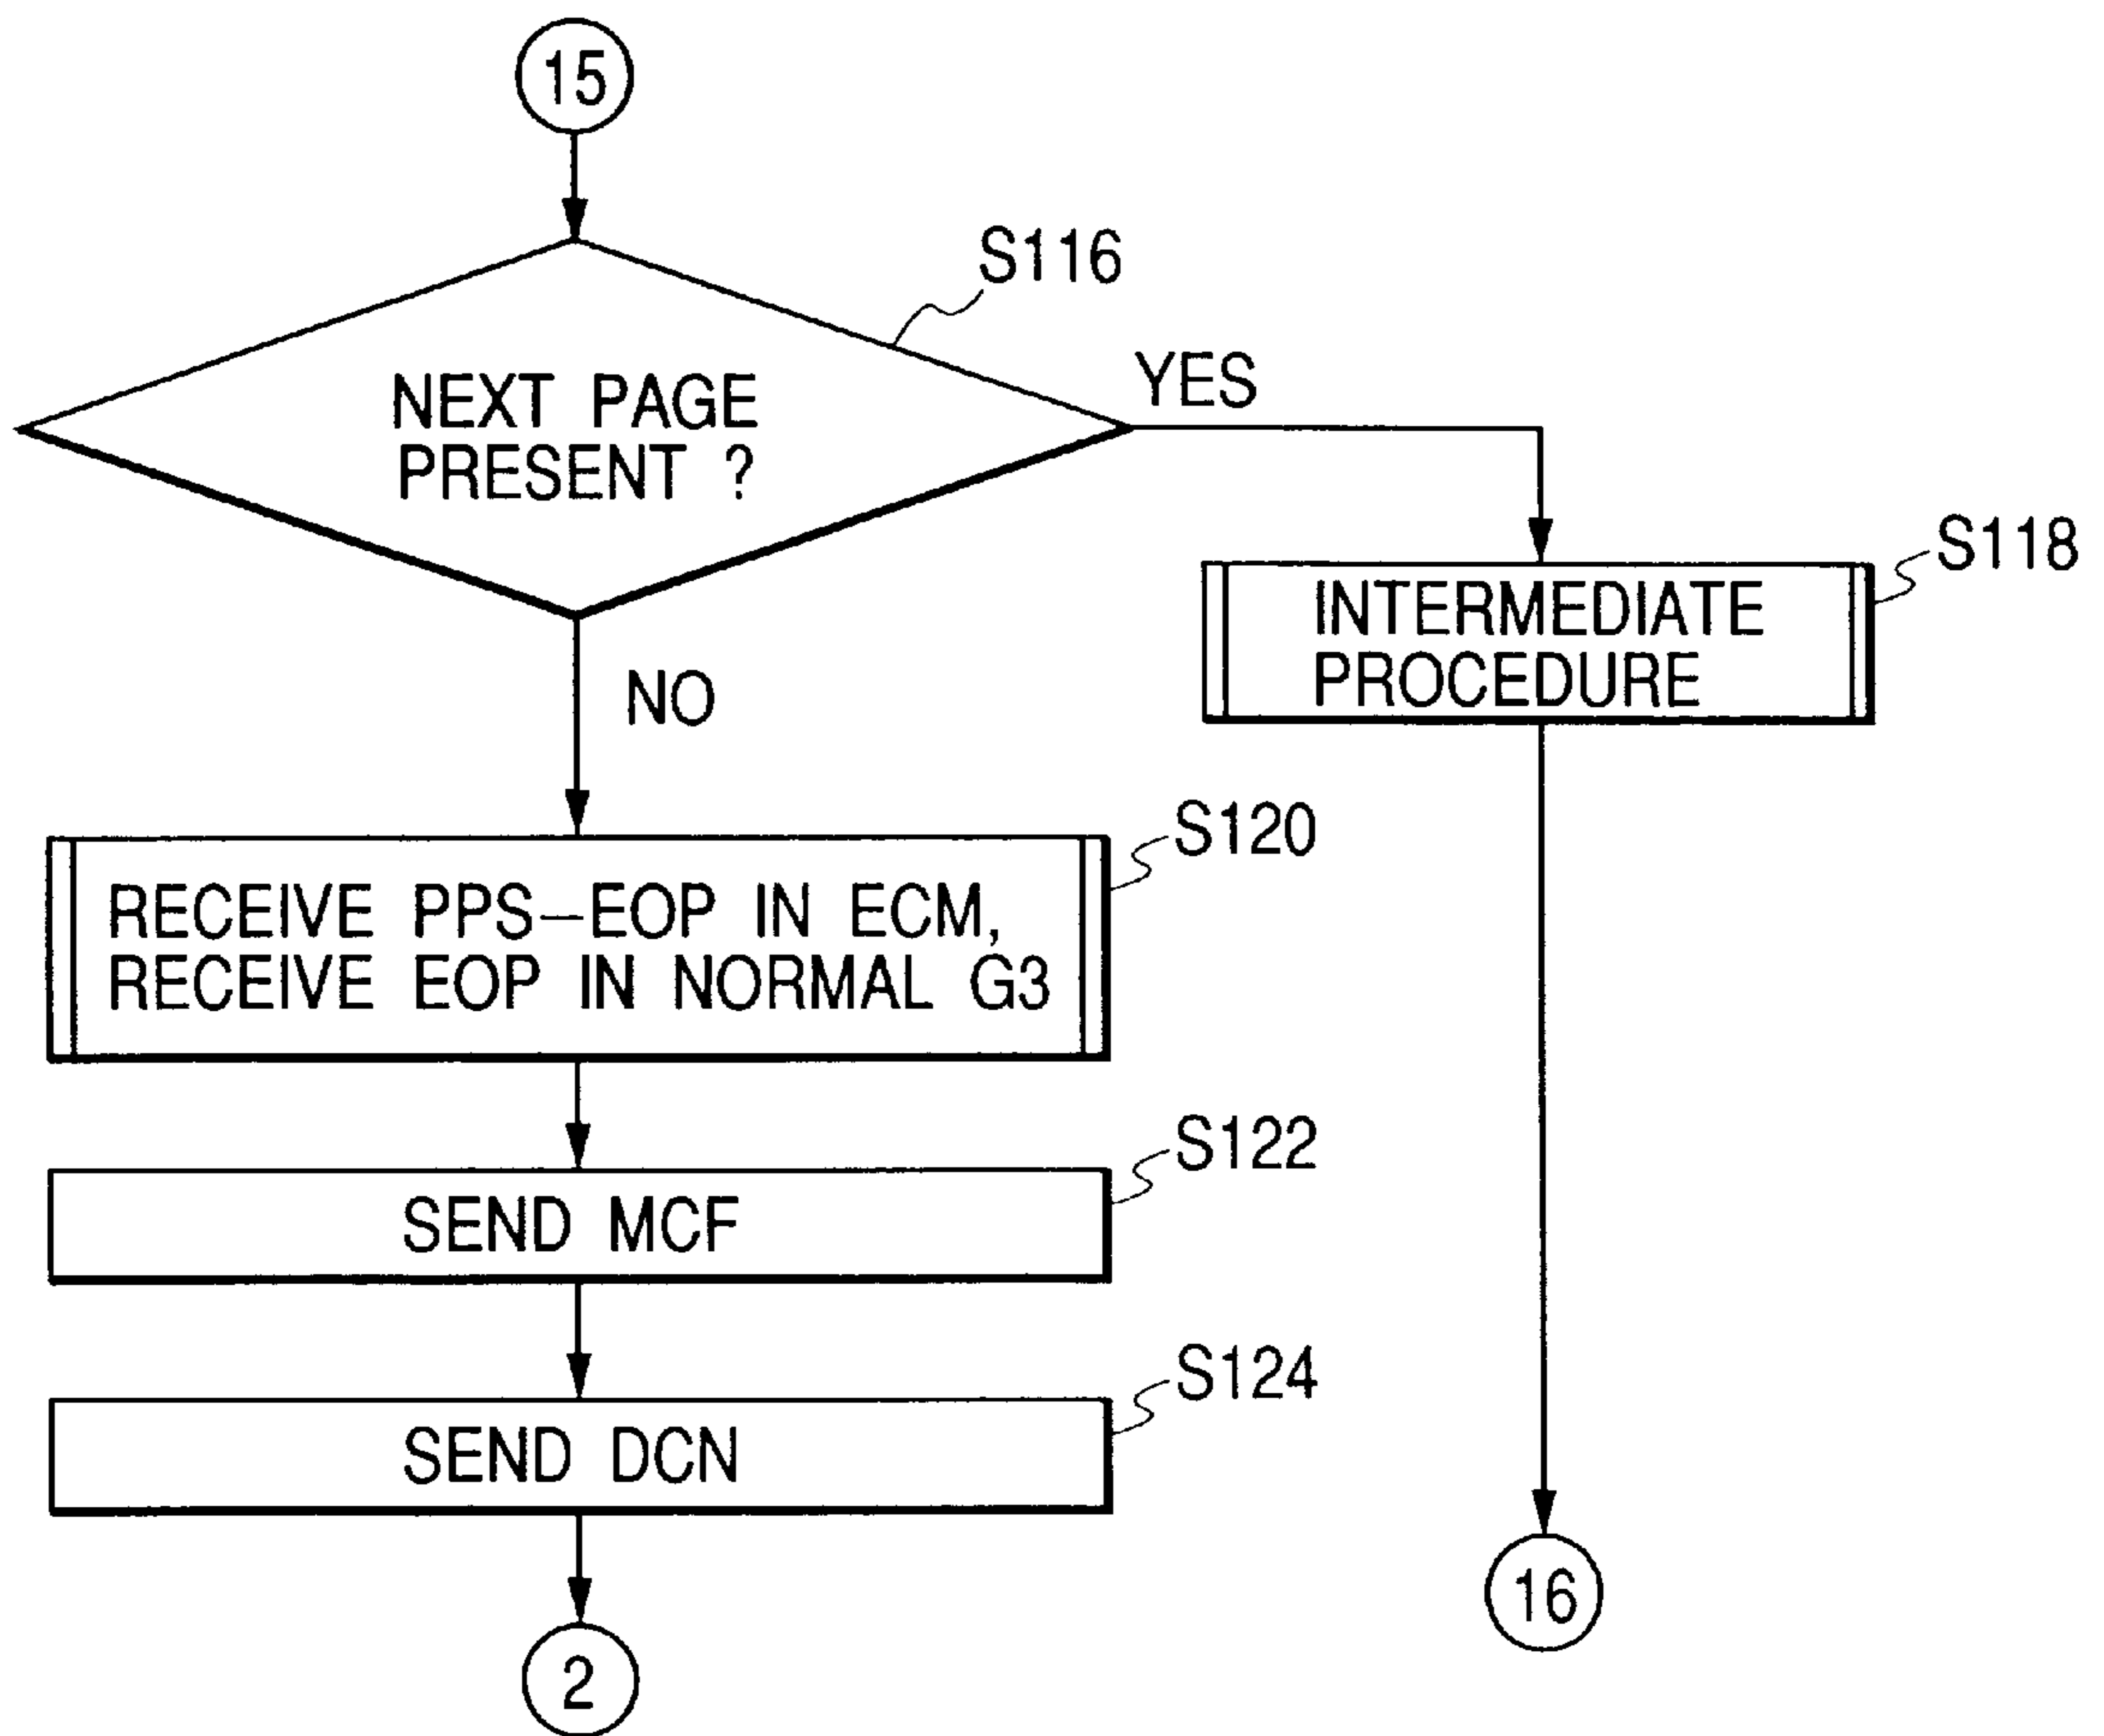 15
S116
NEXT PAGE
PRESENT ?
YES
NO
S118
INTERMEDIATE
PROCEDURE
S120
RECEIVE PPS–EOP IN ECM,
RECEIVE EOP IN NORMAL G3
S122
SEND MCF
S124
SEND DCN
16
2